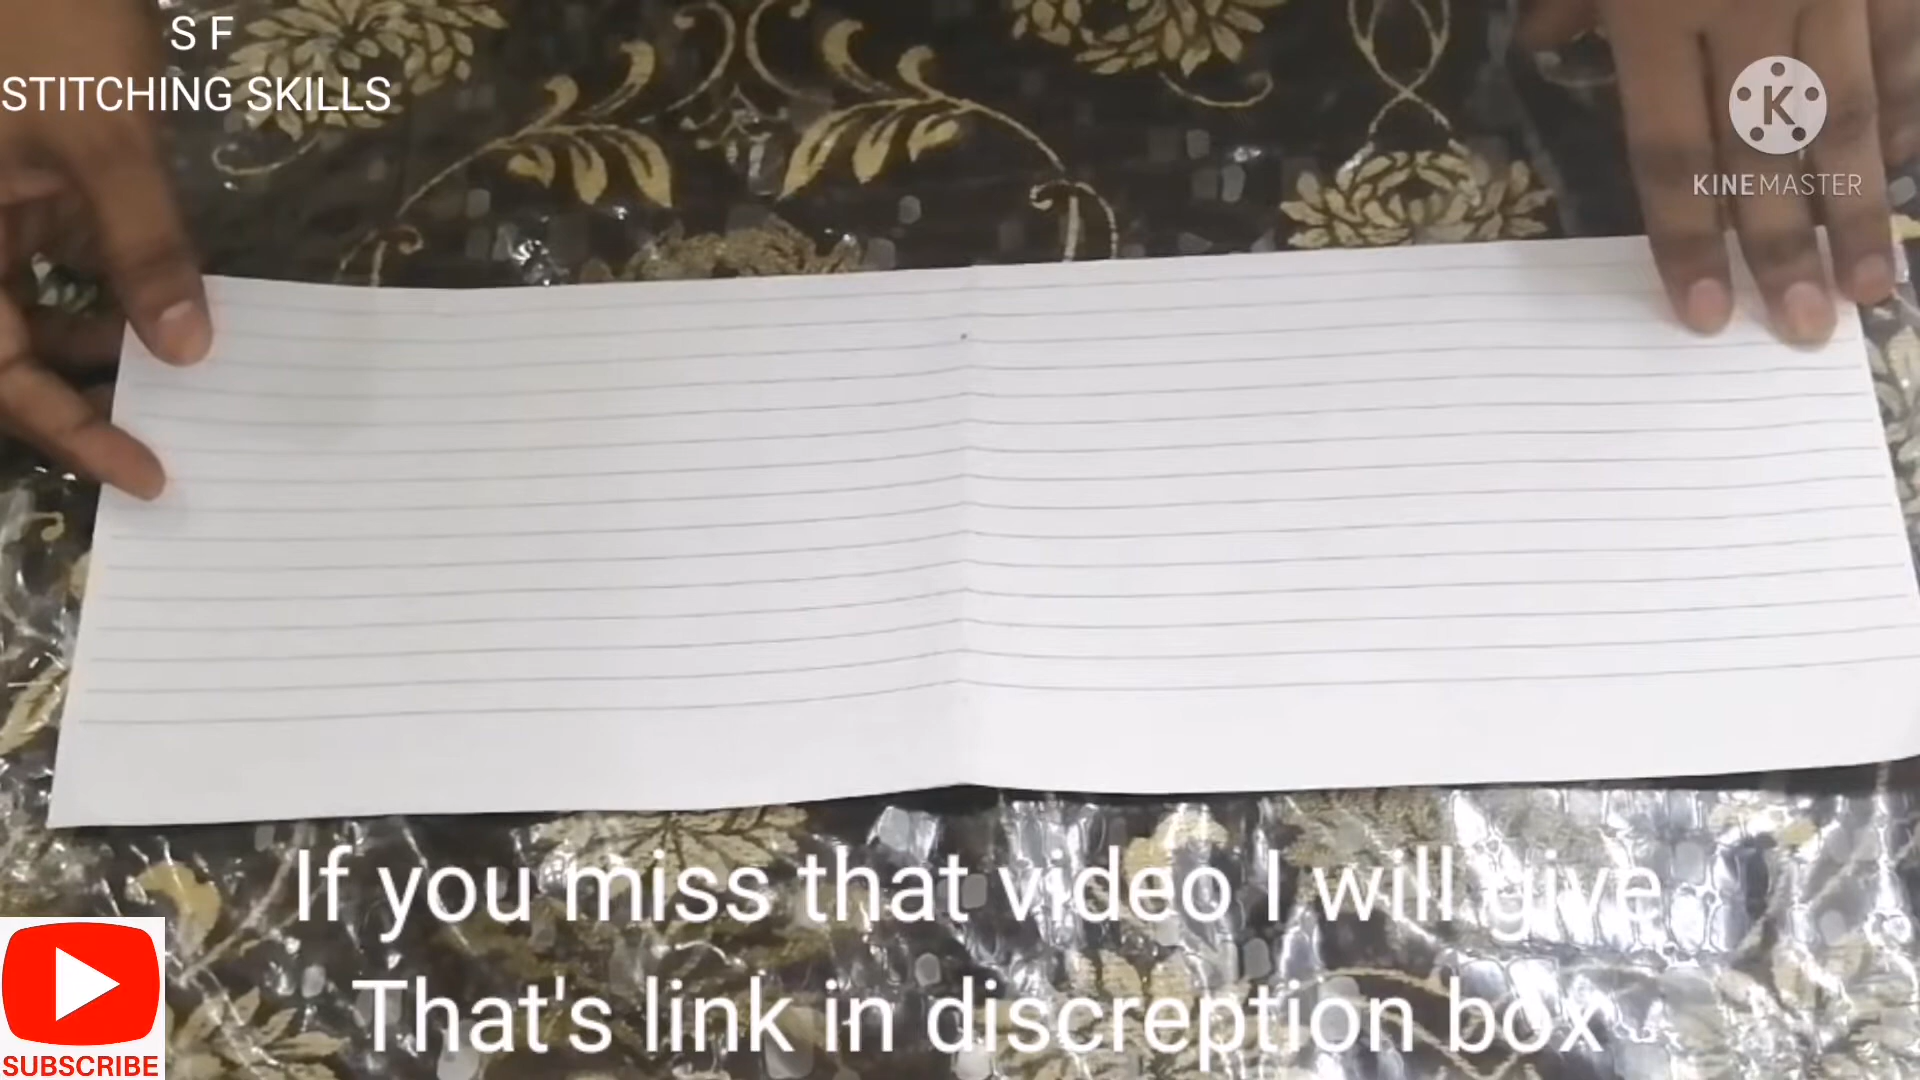 S F
STITCHING SKILLS
K
KINEMASTER
If you miss that video I will give
That's link in discreption box
SUBSCRIBE